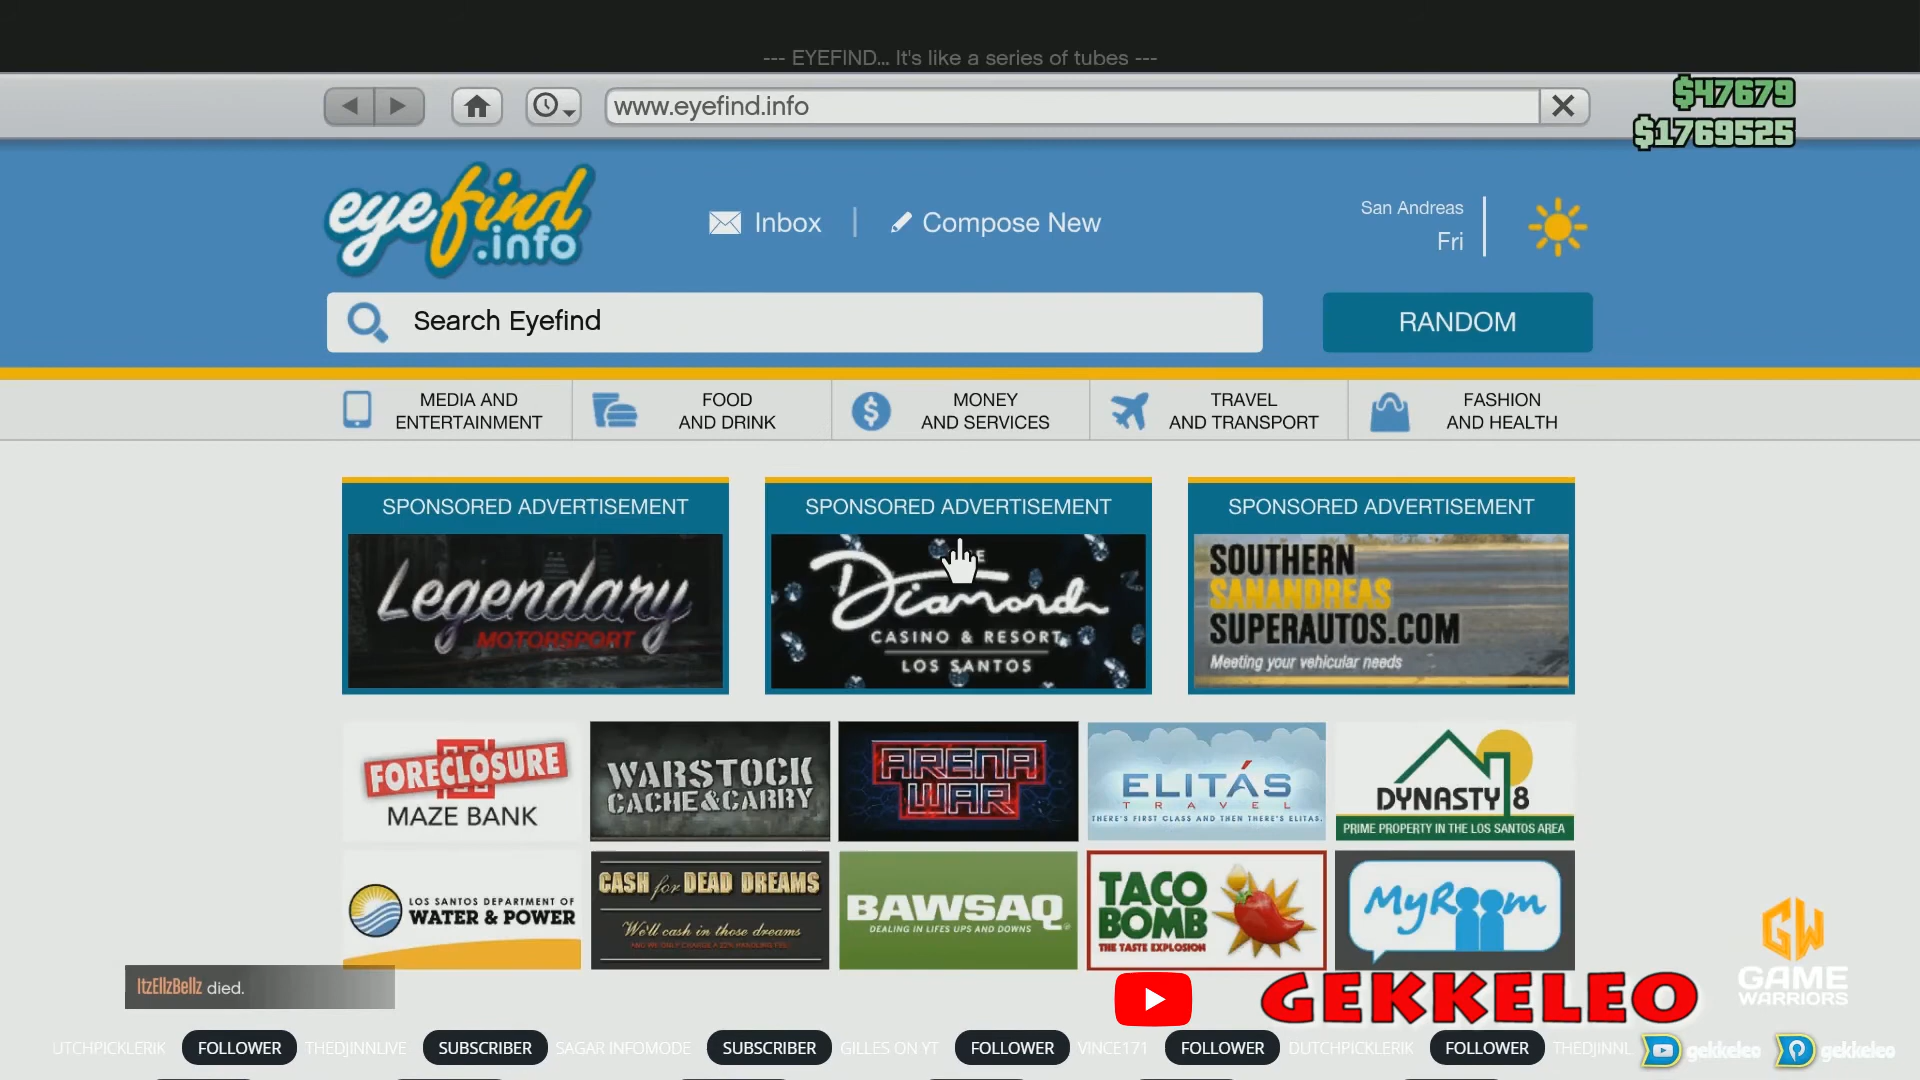 --- EYEFIND... It's like a series of tubes ---
www.eyefind.info
$47679
$1769525
eyefind
.info
Inbox
Compose New
San Andreas
Fri
Search Eyefind
RANDOM
MEDIA AND
ENTERTAINMENT
FOOD
AND DRINK
MONEY
AND SERVICES
TRAVEL
AND TRANSPORT
FASHION
AND HEALTH
SPONSORED ADVERTISEMENT
Legendary
MOTORSPORT
SPONSORED ADVERTISEMENT
Diamond
CASINO & RESORT
LOS SANTOS
SPONSORED ADVERTISEMENT
SOUTHERN
SANANDREAS
SUPERAUTOS.COM
Meeting your vehicular needs
FORECLOSURE
MAZE BANK
WARSTOCK
CACHE&CARRY
ARENA
WAR
ELITÁS
TRAVEL
THERE'S FIRST CLASS AND THEN THERE'S ELITAS.
DYNASTY 8
PRIME PROPERTY IN THE LOS SANTOS AREA
LOS SANTOS DEPARTMENT OF
WATER & POWER
CASH for DEAD DREAMS
We'll cash in those dreams
BAWSAQ
DEALING IN LIFES UPS AND DOWNS
TACO
BOMB
THE TASTE EXPLOSION
MyRoom
ItzEllzBellz died.
GEKKELEO
GW
GAME
WARRIORS
UTCHPICKLERIK FOLLOWER THEDJINNLIVE SUBSCRIBER SAGAR INFOMODE SUBSCRIBER GILLES ON YT FOLLOWER VINCE171 FOLLOWER DUTCHPICKLERIK FOLLOWER THEDJINNL
gekkeleo
gekkeleo